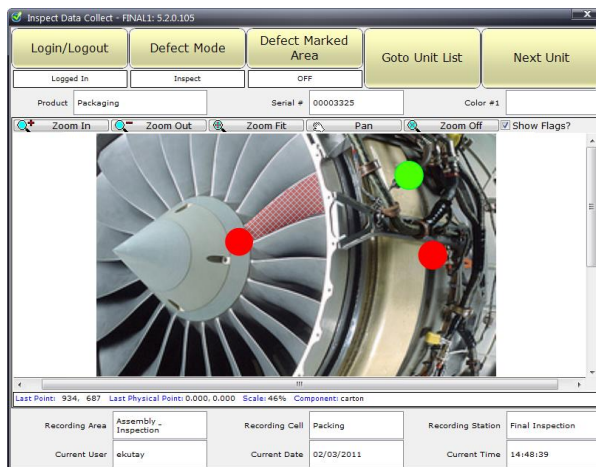 Inspect Data Collect - FINAL1: 5.2.0.105
Login/Logout
Defect Mode
Defect Marked
Area
Goto Unit List
Next Unit
Logged In
Inspect
OFF
Product Packaging Serial # 00003325 Color #1
Zoom In Zoom Out Zoom Fit Pan Zoom Off Show Flags?
Last Point: 934, 687 Last Physical Point: 0.000, 0.000 Scale: 46% Component: carton
Recording Area Assembly _
Inspection
Recording Cell Packing
Recording Station Final Inspection
Current User ekutay
Current Date 02/03/2011
Current Time 14:48:39